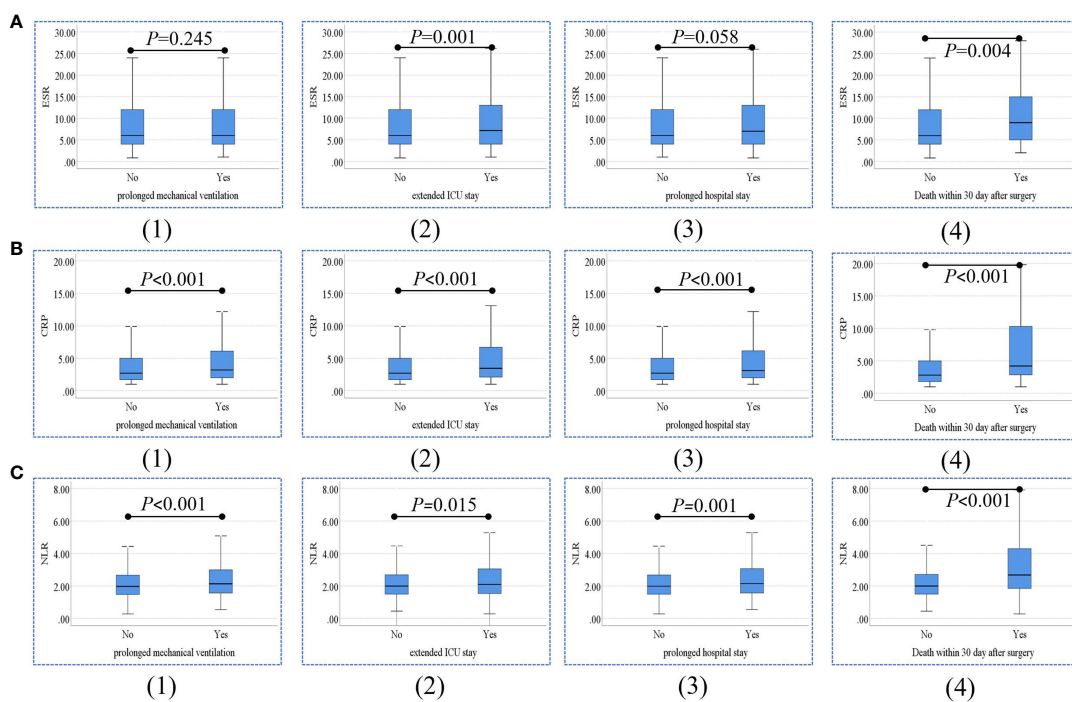 A
30.00
25.00
20.00
15.00
10.00
5.00
.00
ESR
P=0.245
No Yes
prolonged mechanical ventilation
(1)
30.00
25.00
20.00
15.00
10.00
5.00
.00
ESR
P=0.001
No Yes
extended ICU stay
(2)
30.00
25.00
20.00
15.00
10.00
5.00
.00
ESR
P=0.058
No Yes
prolonged hospital stay
(3)
30.00
25.00
20.00
15.00
10.00
5.00
.00
ESR
P=0.004
No Yes
Death within 30 day after surgery
(4)
B
20.00
15.00
10.00
5.00
.00
CRP
P<0.001
No Yes
prolonged mechanical ventilation
(1)
20.00
15.00
10.00
5.00
.00
CRP
P<0.001
No Yes
extended ICU stay
(2)
20.00
15.00
10.00
5.00
.00
CRP
P<0.001
No Yes
prolonged hospital stay
(3)
20.00
15.00
10.00
5.00
.00
CRP
P<0.001
No Yes
Death within 30 day after surgery
(4)
C
8.00
6.00
4.00
2.00
.00
NLR
P<0.001
No Yes
prolonged mechanical ventilation
(1)
8.00
6.00
4.00
2.00
.00
NLR
P=0.015
No Yes
extended ICU stay
(2)
8.00
6.00
4.00
2.00
.00
NLR
P=0.001
No Yes
prolonged hospital stay
(3)
8.00
6.00
4.00
2.00
.00
NLR
P<0.001
No Yes
Death within 30 day after surgery
(4)